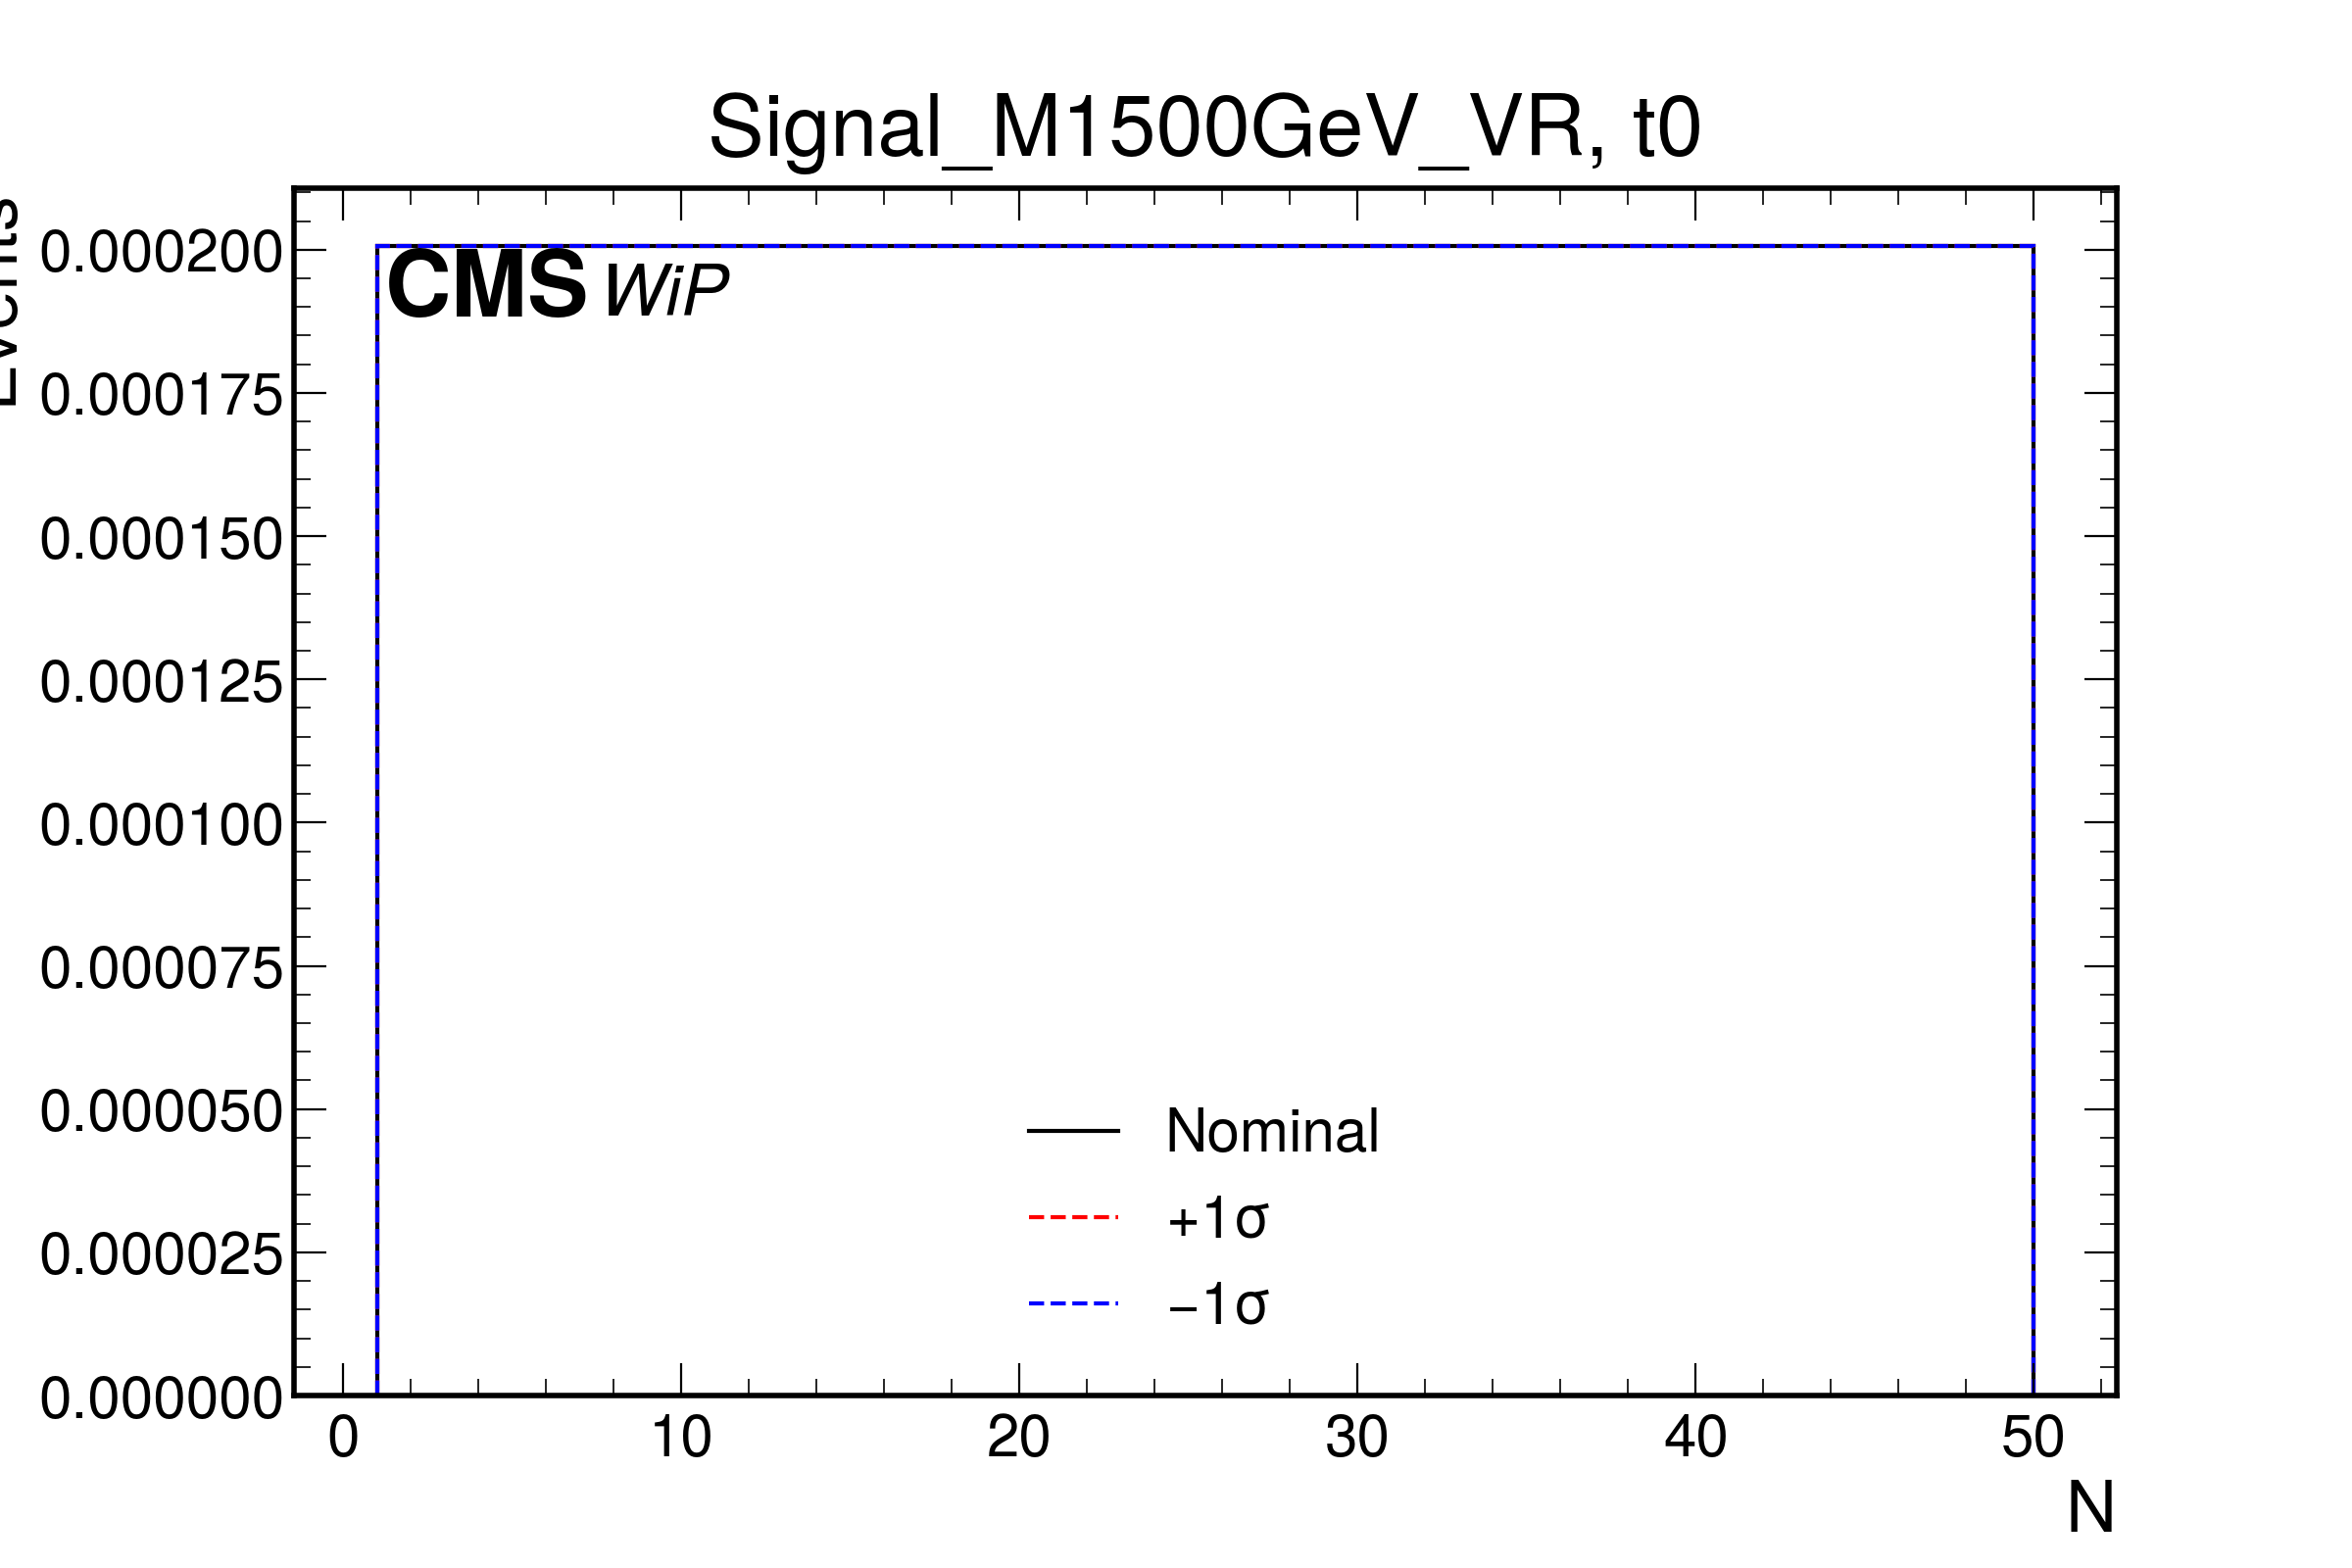 Signal_M1500GeV_VR, t0
Events
CMS WiP
0.000200
0.000175
0.000150
0.000125
0.000100
0.000075
0.000050
0.000025
0.000000
Nominal
+1σ
−1σ
0 10 20 30 40 50
N